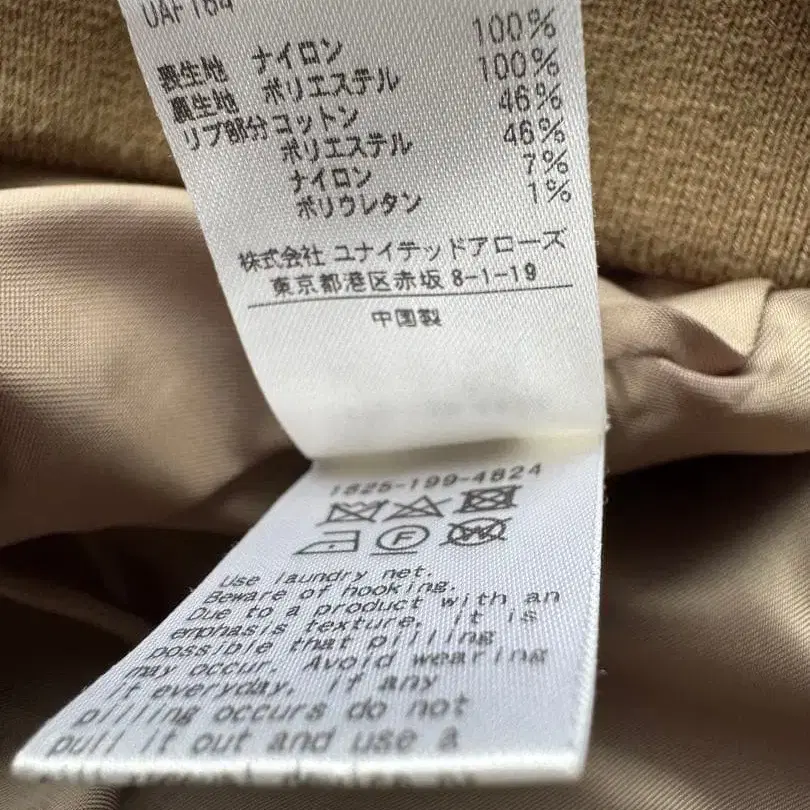 UAF164
表生地 ナイロン 100%
裏生地 ポリエステル 100%
リブ部分コットン 46%
ポリエステル 46%
ナイロン 7%
ポリウレタン 1%
株式会社 ユナイテッドアローズ
東京都港区赤坂 8-1-19
中国製
1825-199-4824
Use laundry net.
Beware of hooking.
Due to a product with an
emphasis texture, it is
possible that pilling
may occur. Avoid wearing
it everyday, if any
pilling occurs do not
pull it out and use a